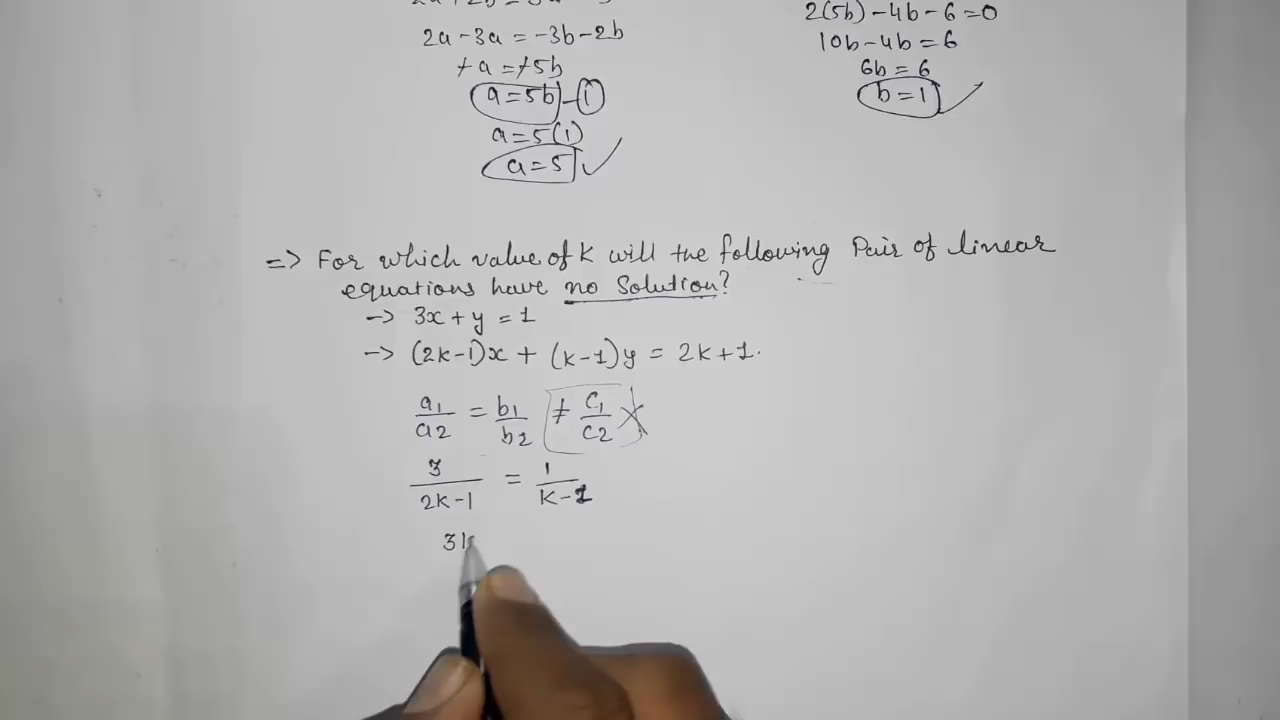 2a - 3a = -3b - 2b
+a = +5b
a = 5b - 1
a = 5(1)
a = 5 ✓
2(5b) - 4b - 6 = 0
10b - 4b = 6
6b = 6
b = 1 ✓
=> For which value of K will the following Pair of linear
equations have no Solution?
-> 3x + y = 1
-> (2k-1)x + (k-1)y = 2k+1.
a1/a2 = b1/b2 ≠ c1/c2
3/(2k-1) = 1/(k-1)
3k